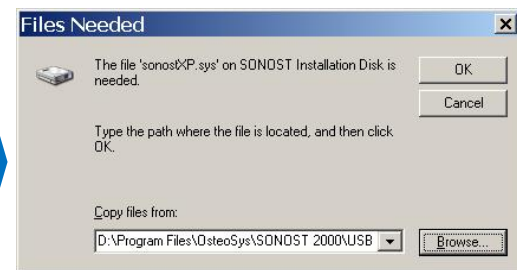 Files Needed
The file 'sonostXP.sys' on SONOST Installation Disk is
needed.
OK
Cancel
Type the path where the file is located, and then click
OK.
Copy files from:
D:\Program Files\OsteoSys\SONOST 2000\USB
Browse...